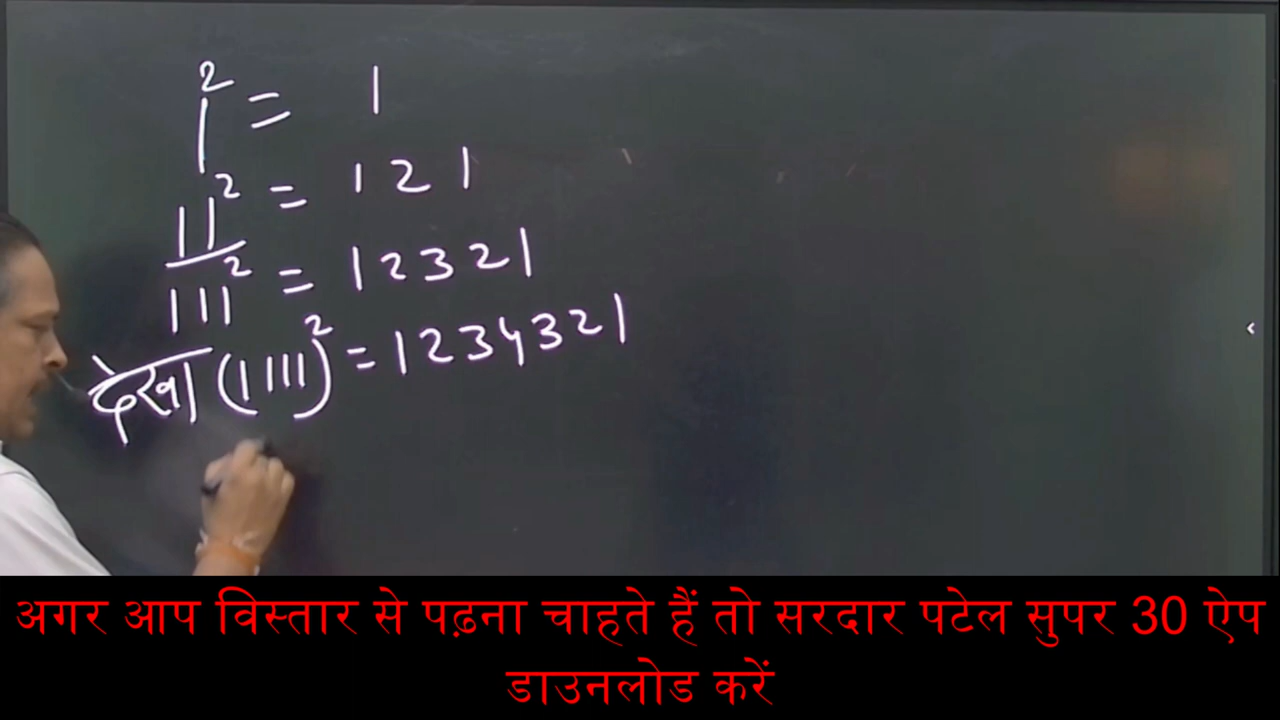 1² = 1
11² = 121
111² = 12321
देखा (1111)² = 1234321
अगर आप विस्तार से पढ़ना चाहते हैं तो सरदार पटेल सुपर 30 ऐप
डाउनलोड करें